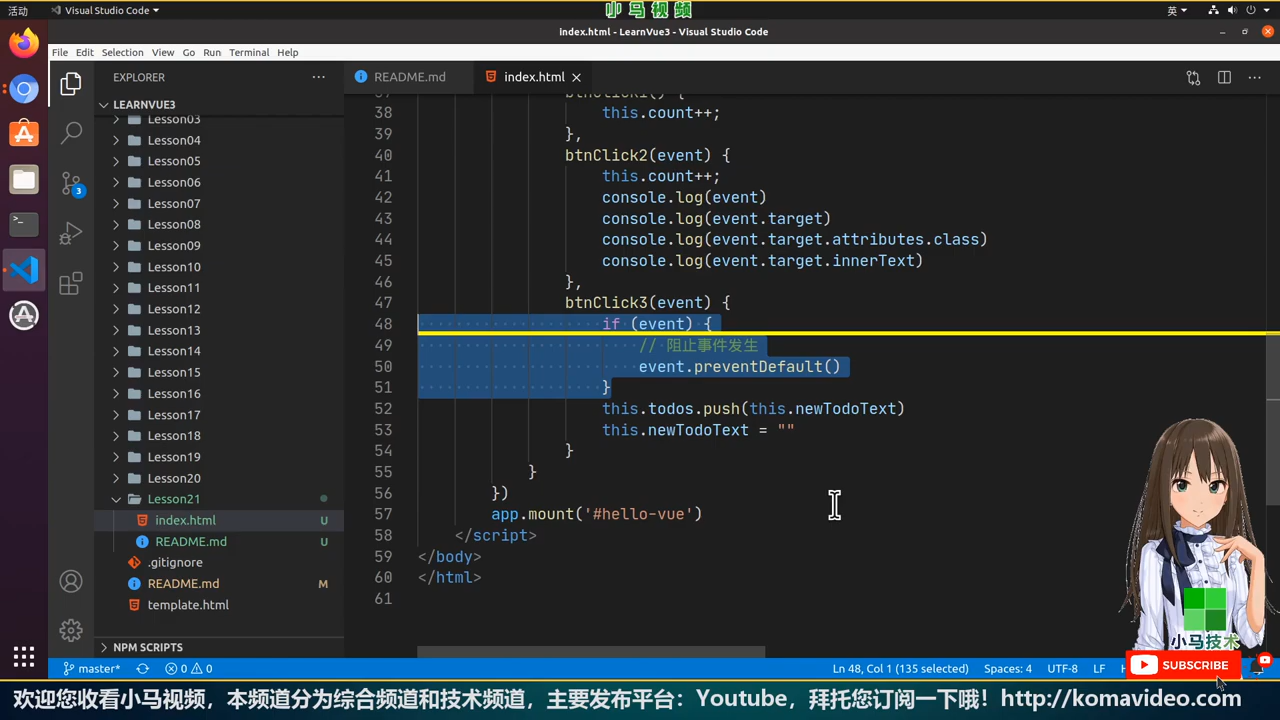 活动
Visual Studio Code
小马视频
英
index.html - LearnVue3 - Visual Studio Code
File Edit Selection View Go Run Terminal Help
EXPLORER
README.md
index.html
LEARNVUE3
Lesson03
Lesson04
Lesson05
Lesson06
Lesson07
Lesson08
Lesson09
Lesson10
Lesson11
Lesson12
Lesson13
Lesson14
Lesson15
Lesson16
Lesson17
Lesson18
Lesson19
Lesson20
Lesson21
index.html U
README.md U
.gitignore
README.md M
template.html
NPM SCRIPTS
3
37 btnClick1() {
38 this.count++;
39 },
40 btnClick2(event) {
41 this.count++;
42 console.log(event)
43 console.log(event.target)
44 console.log(event.target.attributes.class)
45 console.log(event.target.innerText)
46 },
47 btnClick3(event) {
48 if (event) {
49 // 阻止事件发生
50 event.preventDefault()
51 }
52 this.todos.push(this.newTodoText)
53 this.newTodoText = ""
54 }
55 }
56 })
57 app.mount('#hello-vue')
58 </script>
59 </body>
60 </html>
61
小马技术
SUBSCRIBE
master* 0 0 Ln 48, Col 1 (135 selected) Spaces: 4 UTF-8 LF
欢迎您收看小马视频，本频道分为综合频道和技术频道，主要发布平台：Youtube，拜托您订阅一下哦！http://komavideo.com